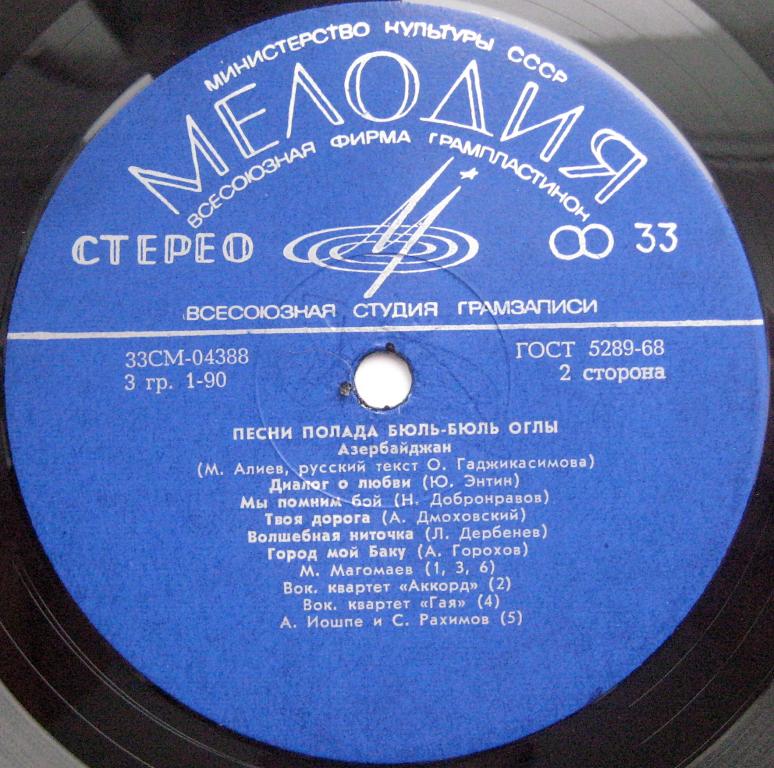 МИНИСТЕРСТВО КУЛЬТУРЫ СССР
МЕЛОДИЯ
ВСЕСОЮЗНАЯ ФИРМА ГРАМПЛАСТИНОК
СТЕРЕО
33
ВСЕСОЮЗНАЯ СТУДИЯ ГРАМЗАПИСИ
33СМ-04388
ГОСТ 5289-68
3 гр. 1-90
2 сторона
ПЕСНИ ПОЛАДА БЮЛЬ-БЮЛЬ ОГЛЫ
Азербайджан
(М. Алиев, русский текст О. Гаджикасимова)
Диалог о любви (Ю. Энтин)
Мы помним бой (Н. Добронравов)
Твоя дорога (А. Дмоховский)
Волшебная ниточка (Л. Дербенев)
Город мой Баку (А. Горохов)
М. Магомаев (1, 3, 6)
Вок. квартет «Аккорд» (2)
Вок. квартет «Гая» (4)
А. Иошпе и С. Рахимов (5)